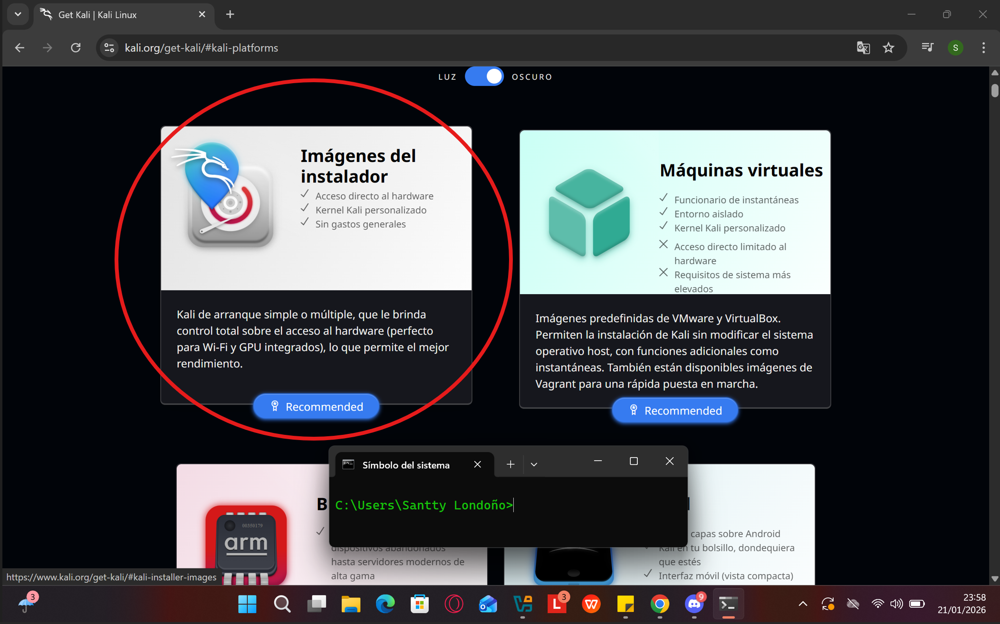 Get Kali | Kali Linux
kali.org/get-kali/#kali-platforms
S
LUZ OSCURO
Imágenes del
instalador
Acceso directo al hardware
Kernel Kali personalizado
Sin gastos generales
Kali de arranque simple o múltiple, que le brinda
control total sobre el acceso al hardware (perfecto
para Wi-Fi y GPU integrados), lo que permite el mejor
rendimiento.
Recommended
Máquinas virtuales
Funcionario de instantáneas
Entorno aislado
Kernel Kali personalizado
Acceso directo limitado al
hardware
Requisitos de sistema más
elevados
Imágenes predefinidas de VMware y VirtualBox.
Permiten la instalación de Kali sin modificar el sistema
operativo host, con funciones adicionales como
instantáneas. También están disponibles imágenes de
Vagrant para una rápida puesta en marcha.
Recommended
Símbolo del sistema
C:\Users\Santty Londoño>
B
00350179
arm
dispositivos abandonados
hasta servidores modernos de
alta gama
capas sobre Android
Kali en tu bolsillo, dondequiera
que estés
Interfaz móvil (vista compacta)
https://www.kali.org/get-kali/#kali-installer-images
3
3
9
23:58
21/01/2026